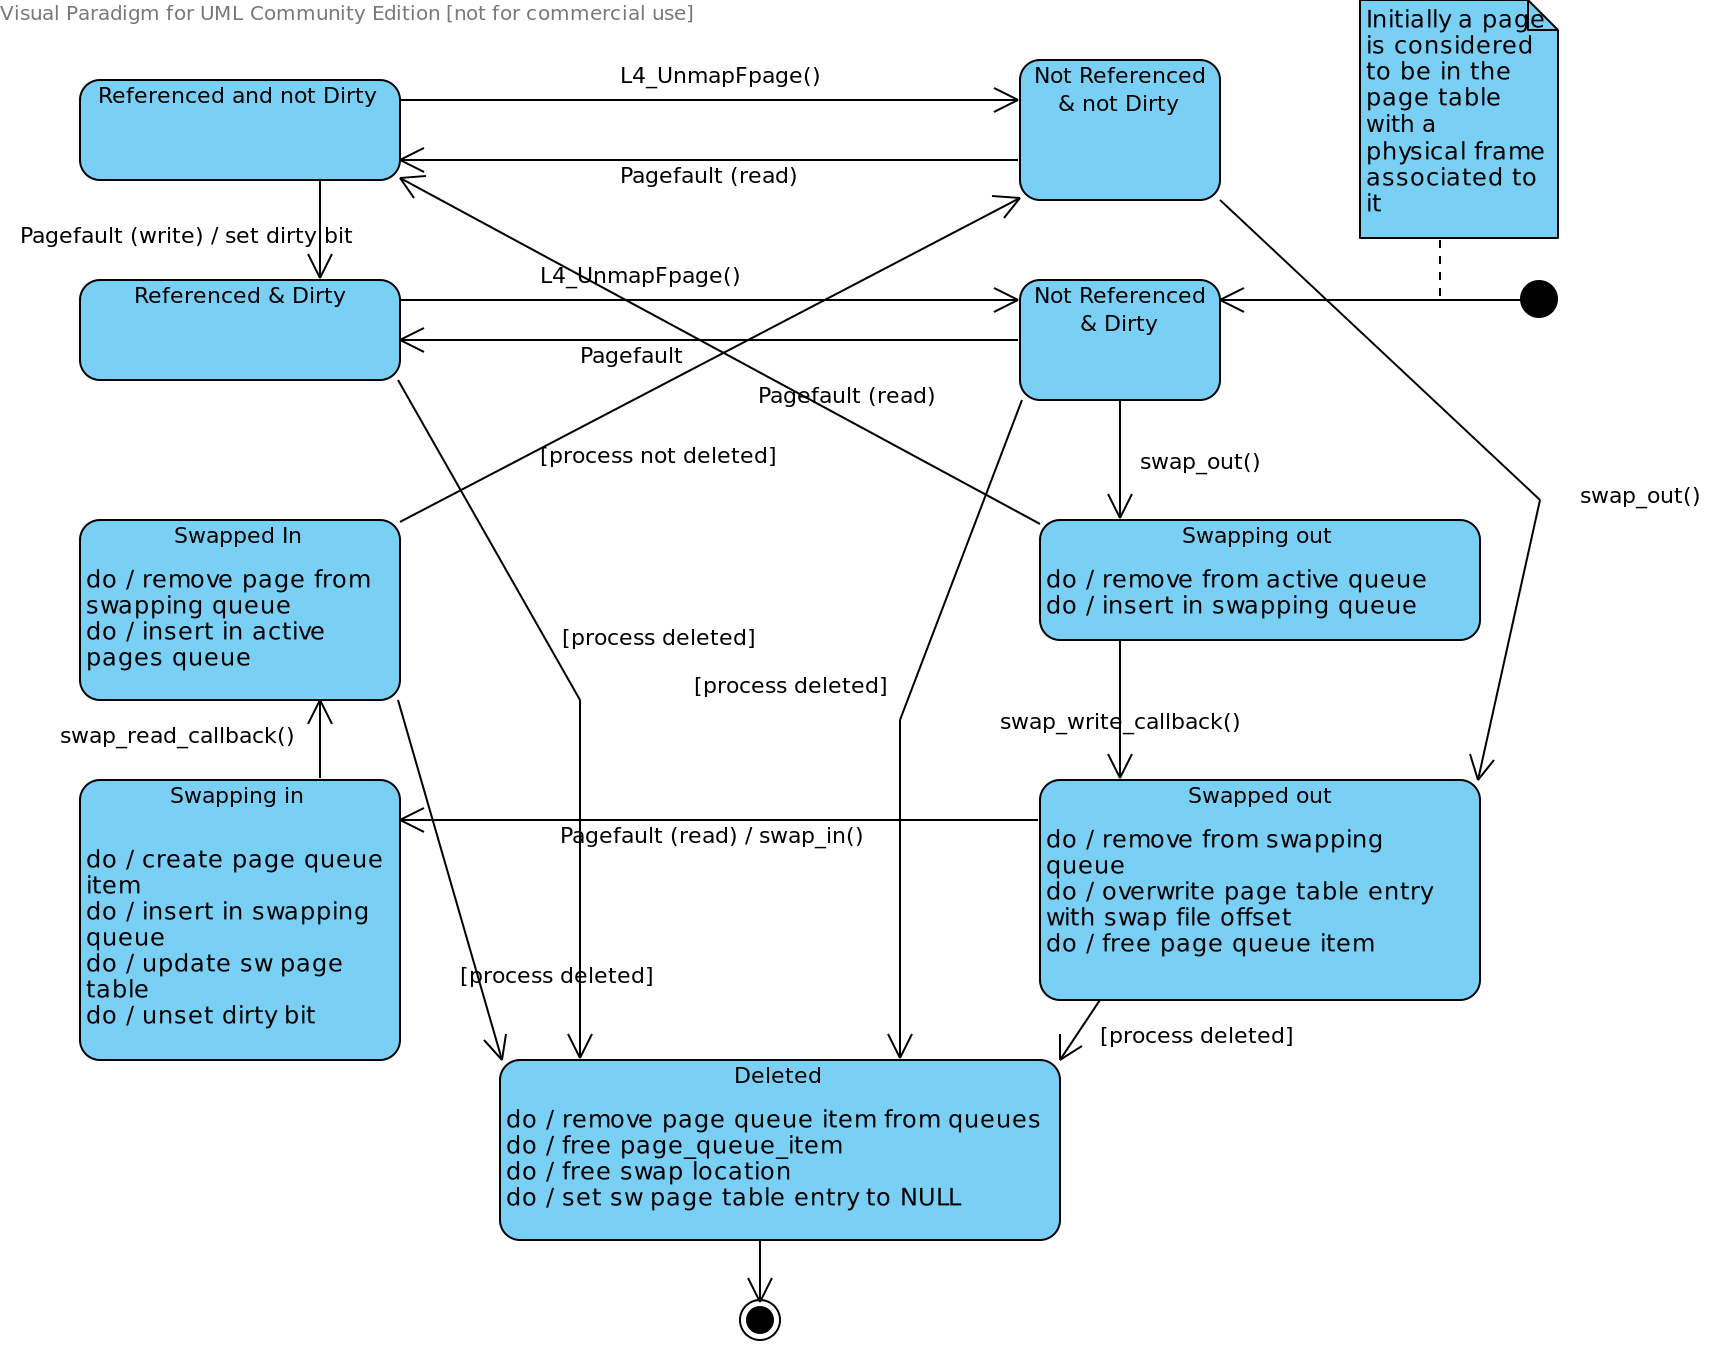 Visual Paradigm for UML Community Edition [not for commercial use]
Initially a page
is considered
to be in the
page table
with a
physical frame
associated to
it
Referenced and not Dirty
L4_UnmapFpage()
Not Referenced
& not Dirty
Pagefault (read)
Pagefault (write) / set dirty bit
Referenced & Dirty
L4_UnmapFpage()
Not Referenced
& Dirty
Pagefault
Pagefault (read)
[process not deleted]
swap_out()
swap_out()
Swapped In
do / remove page from
swapping queue
do / insert in active
pages queue
Swapping out
do / remove from active queue
do / insert in swapping queue
[process deleted]
[process deleted]
swap_read_callback()
swap_write_callback()
Swapping in
do / create page queue
item
do / insert in swapping
queue
do / update sw page
table
do / unset dirty bit
Pagefault (read) / swap_in()
Swapped out
do / remove from swapping
queue
do / overwrite page table entry
with swap file offset
do / free page queue item
[process deleted]
[process deleted]
Deleted
do / remove page queue item from queues
do / free page_queue_item
do / free swap location
do / set sw page table entry to NULL